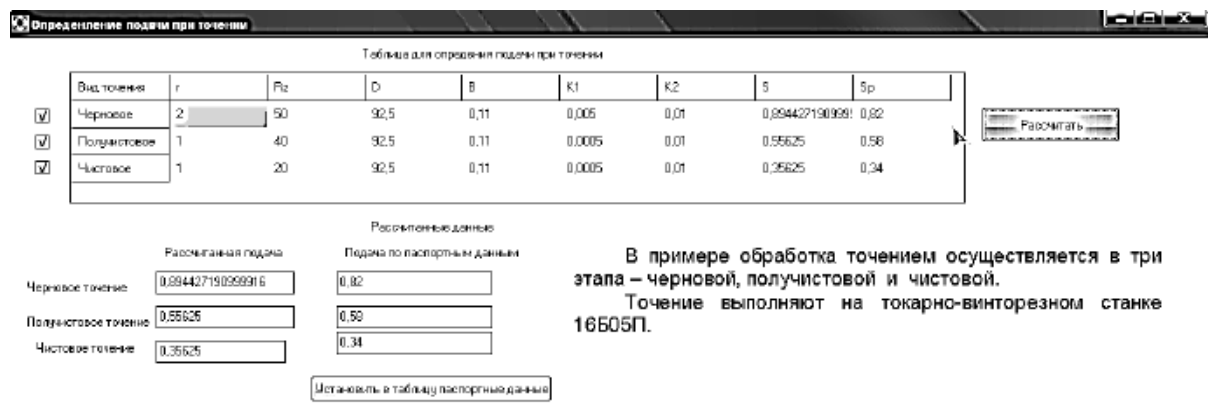 Определление подачи при точении
Таблица для опредения подачи при точении
Вид точения r Rz D B K1 K2 S Sp
Черновое 2 50 92,5 0,11 0,005 0,01 0,8944271909999 0,82
Рассчитать
Получистовое 1 40 92,5 0,11 0,0005 0,01 0,55625 0,58
Чистовое 1 20 92,5 0,11 0,0005 0,01 0,35625 0,34
Рассчитанные данные
Рассчитанная подача Подача по паспортным данным
Черновое точение 0,894427190999916 0,82
Получистовое точение 0,55625 0,58
Чистовое точение 0,35625 0,34
Установить в таблицу паспортные данные
В примере обработка точением осуществляется в три
этапа – черновой, получистовой и чистовой.
Точение выполняют на токарно-винторезном станке
16Б05П.